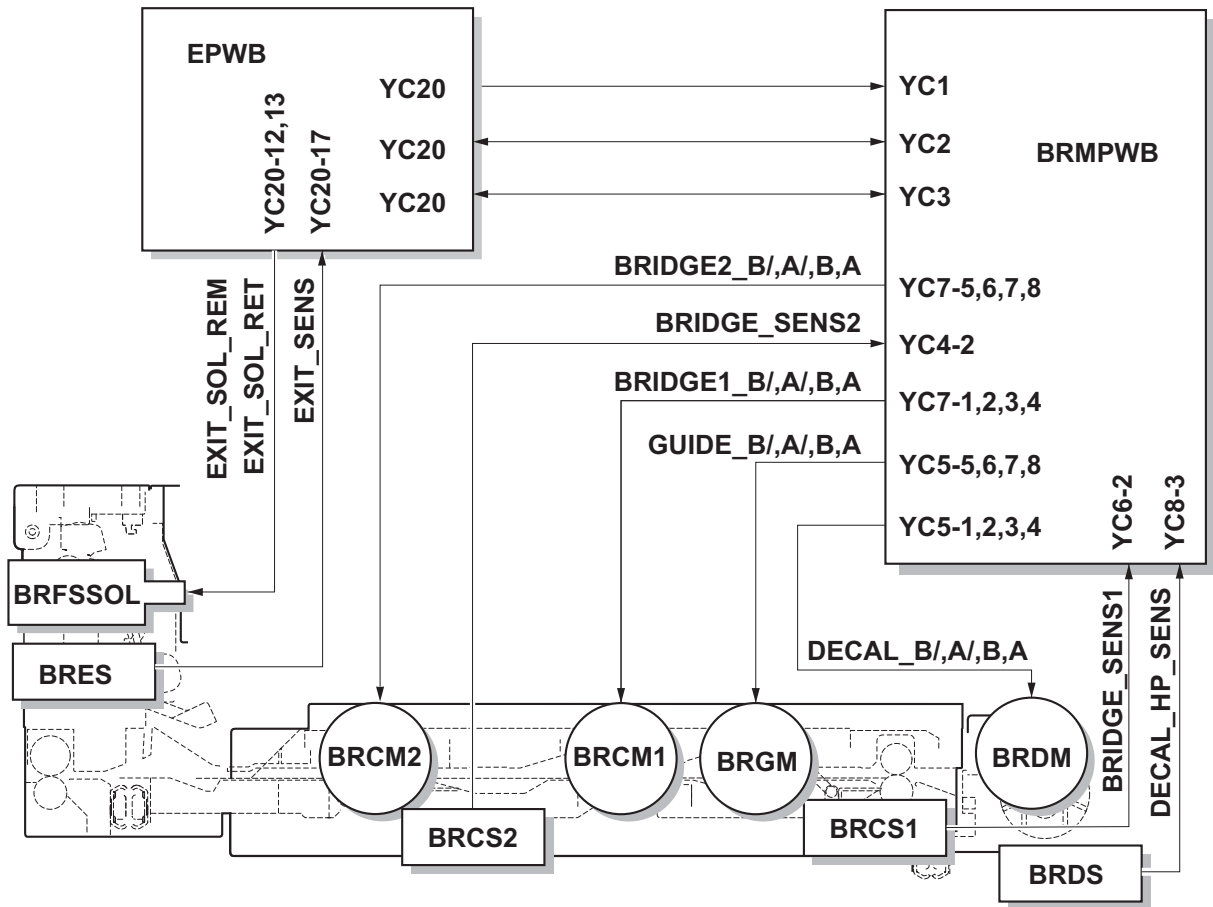 EPWB
YC20
YC20
YC20
YC20-12,13
YC20-17
YC1
YC2
YC3
BRMPWB
BRIDGE2_B/,A/,B,A
YC7-5,6,7,8
BRIDGE_SENS2
YC4-2
BRIDGE1_B/,A/,B,A
YC7-1,2,3,4
GUIDE_B/,A/,B,A
YC5-5,6,7,8
YC5-1,2,3,4
YC6-2
YC8-3
EXIT_SOL_REM
EXIT_SOL_RET
EXIT_SENS
BRFSSOL
BRES
DECAL_B/,A/,B,A
BRIDGE_SENS1
DECAL_HP_SENS
BRCM2
BRCM1
BRGM
BRDM
BRCS2
BRCS1
BRDS